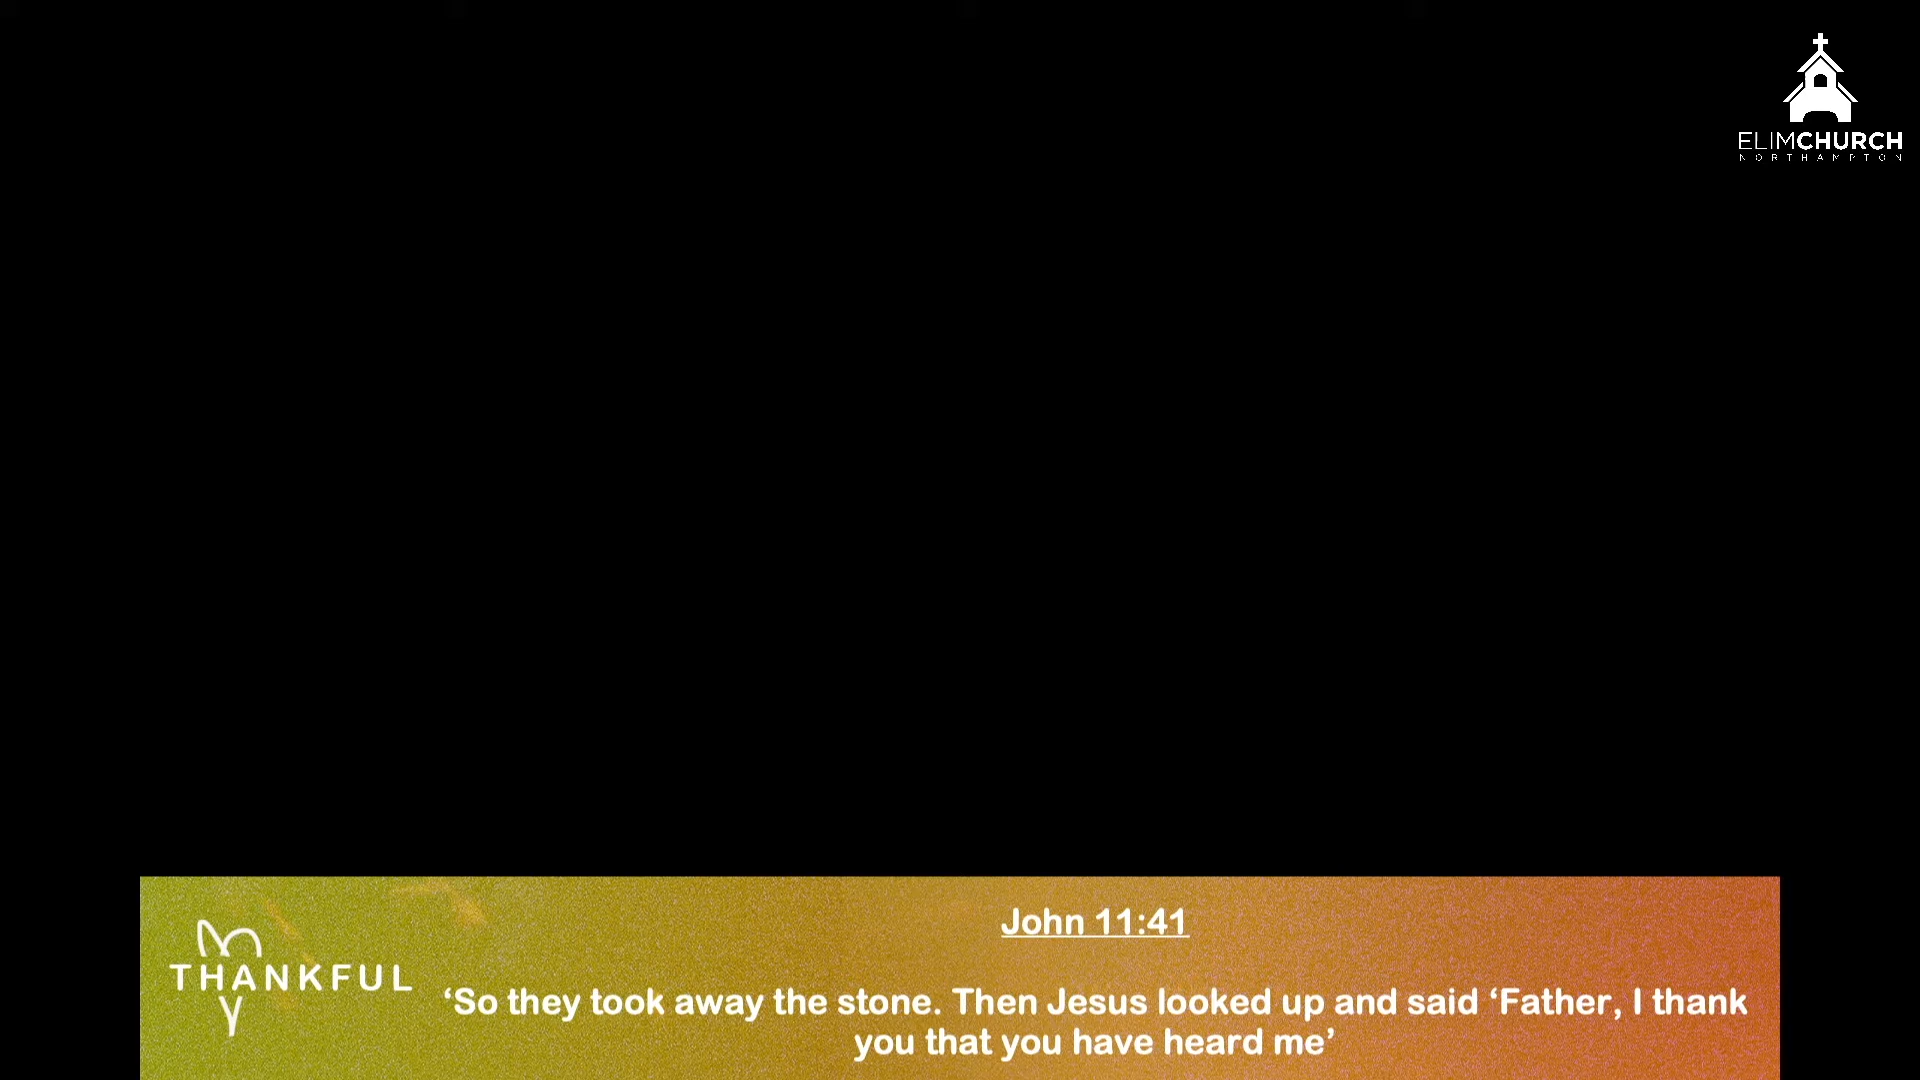 ELIMCHURCH
NORTHAMPTON
John 11:41
THANKFUL
‘So they took away the stone. Then Jesus looked up and said ‘Father, I thank
you that you have heard me’